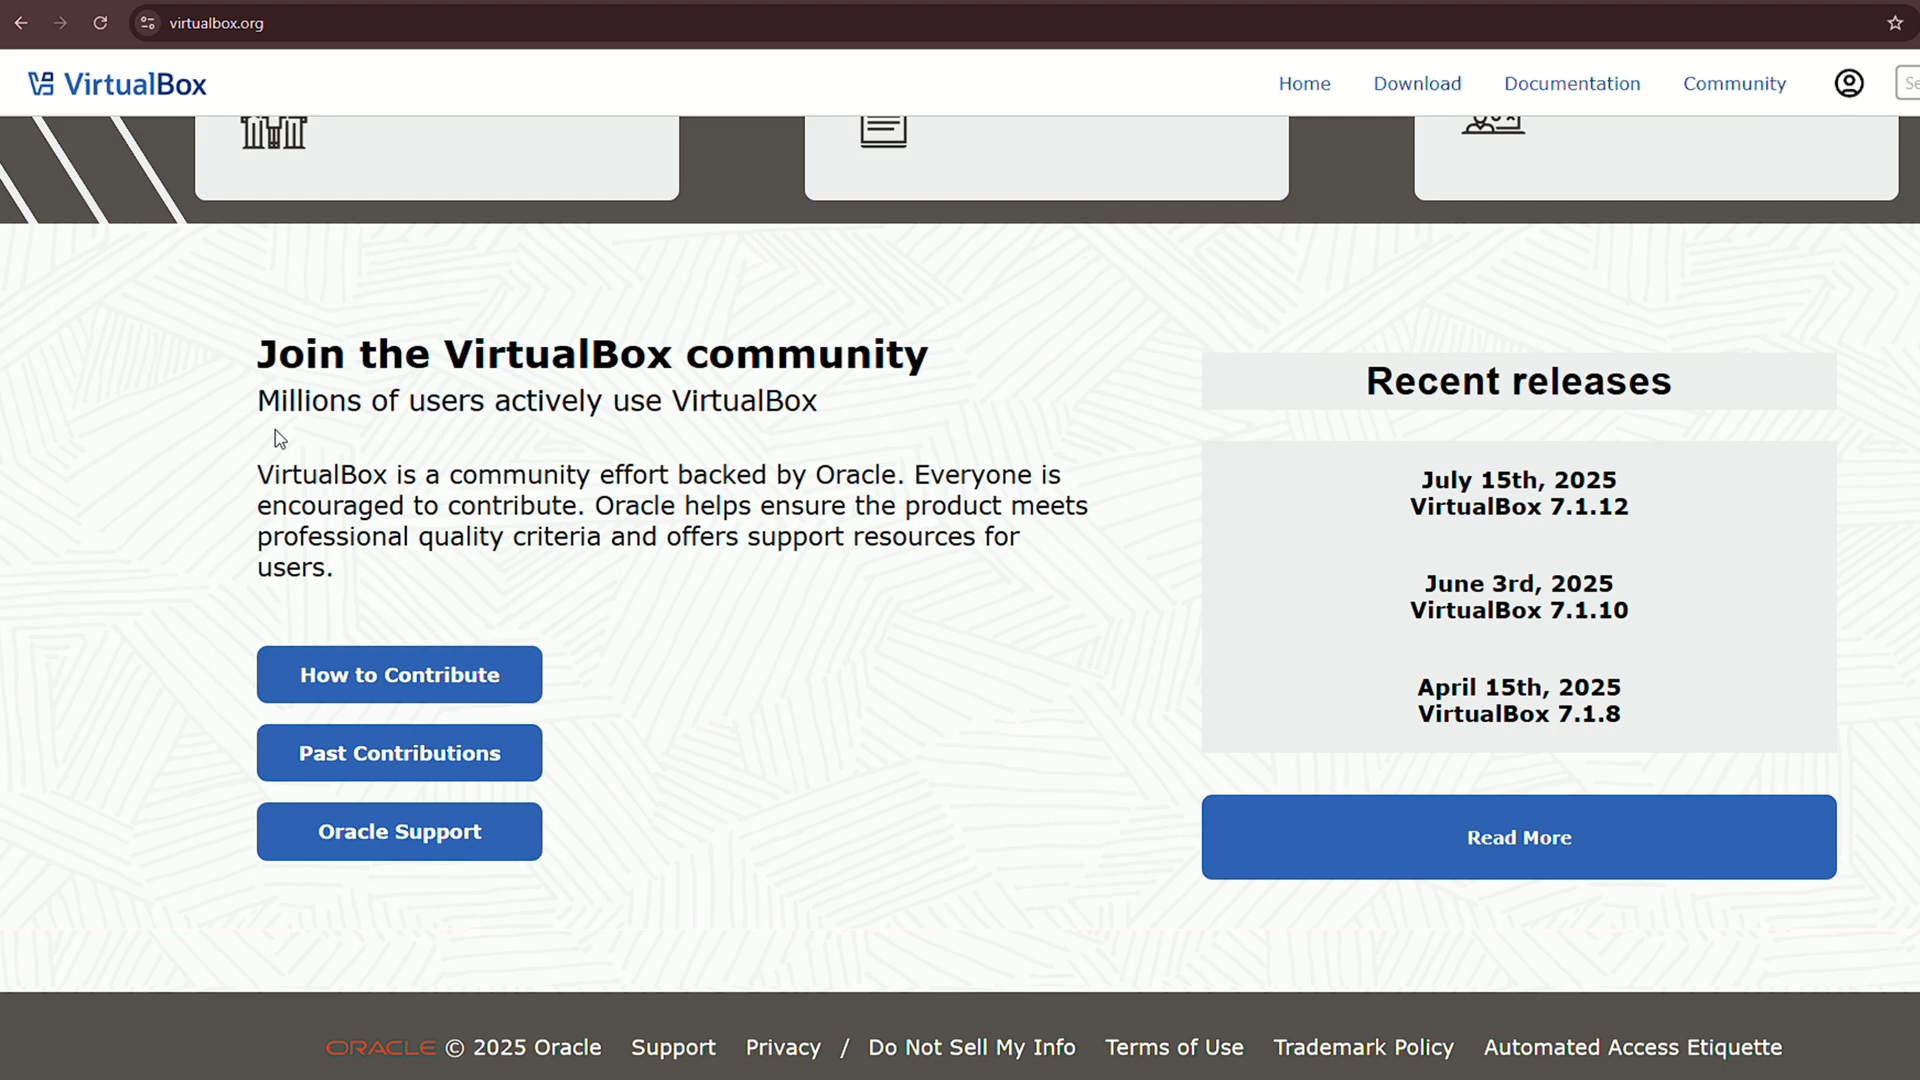 virtualbox.org
VirtualBox
Home
Download
Documentation
Community
Join the VirtualBox community
Millions of users actively use VirtualBox
VirtualBox is a community effort backed by Oracle. Everyone is
encouraged to contribute. Oracle helps ensure the product meets
professional quality criteria and offers support resources for
users.
How to Contribute
Past Contributions
Oracle Support
Recent releases
July 15th, 2025
VirtualBox 7.1.12
June 3rd, 2025
VirtualBox 7.1.10
April 15th, 2025
VirtualBox 7.1.8
Read More
ORACLE © 2025 Oracle Support Privacy / Do Not Sell My Info Terms of Use Trademark Policy Automated Access Etiquette